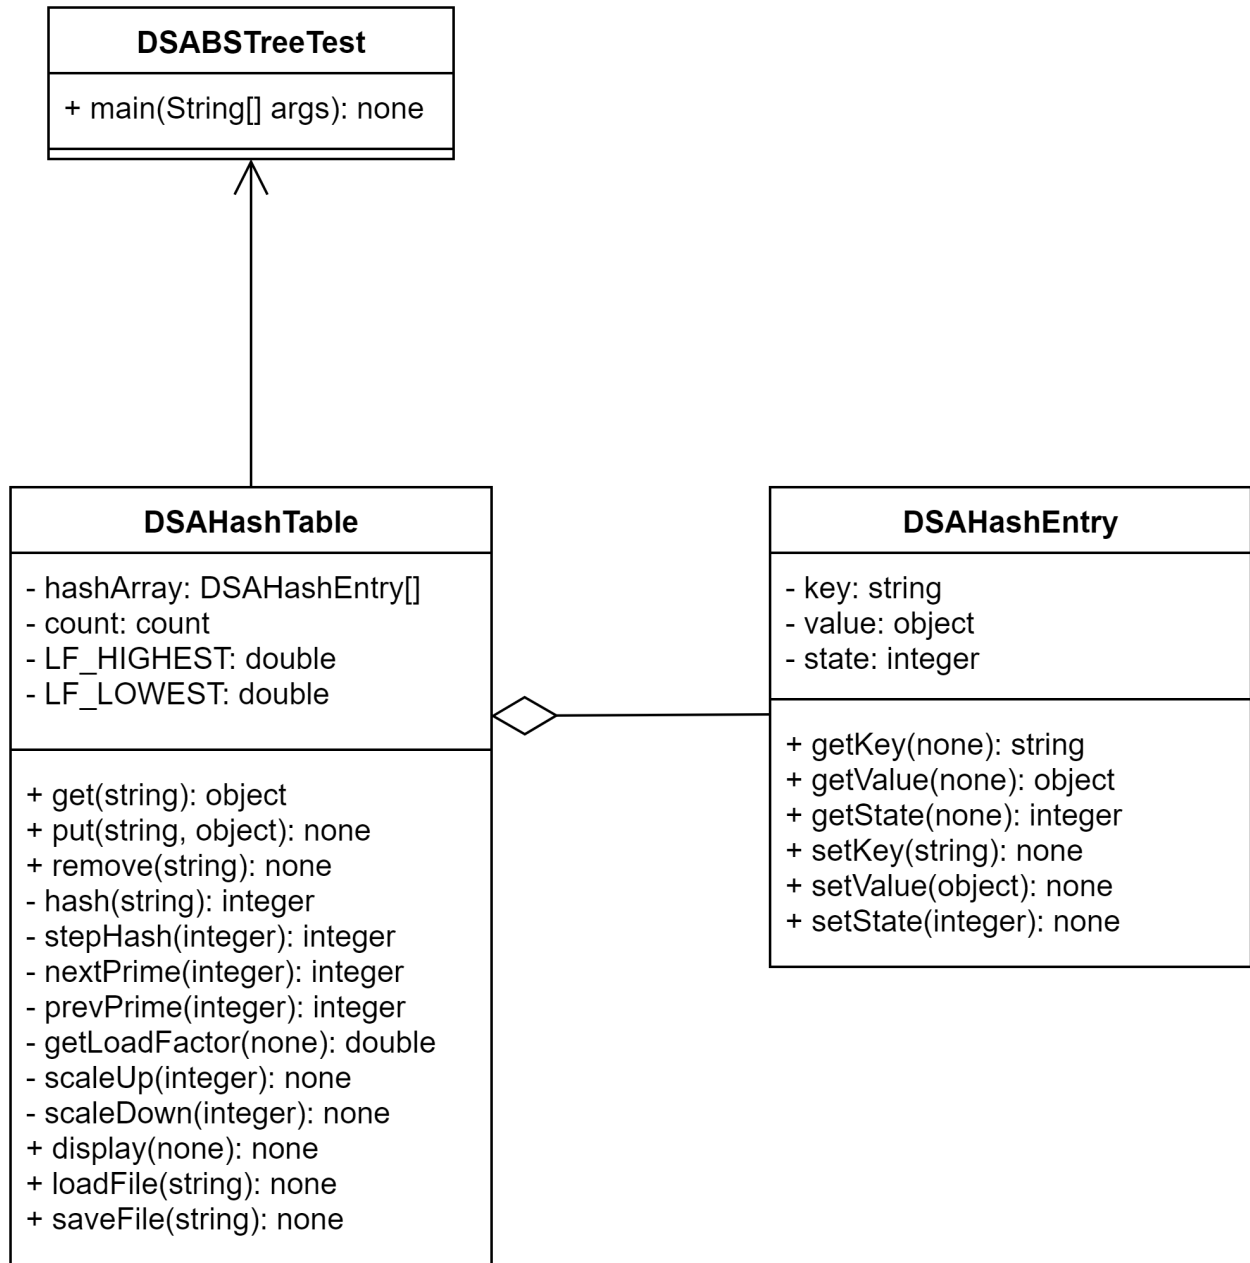 DSABSTreeTest
+ main(String[] args): none
DSAHashTable
- hashArray: DSAHashEntry[]
- count: count
- LF_HIGHEST: double
- LF_LOWEST: double
+ get(string): object
+ put(string, object): none
+ remove(string): none
- hash(string): integer
- stepHash(integer): integer
- nextPrime(integer): integer
- prevPrime(integer): integer
- getLoadFactor(none): double
- scaleUp(integer): none
- scaleDown(integer): none
+ display(none): none
+ loadFile(string): none
+ saveFile(string): none
DSAHashEntry
- key: string
- value: object
- state: integer
+ getKey(none): string
+ getValue(none): object
+ getState(none): integer
+ setKey(string): none
+ setValue(object): none
+ setState(integer): none